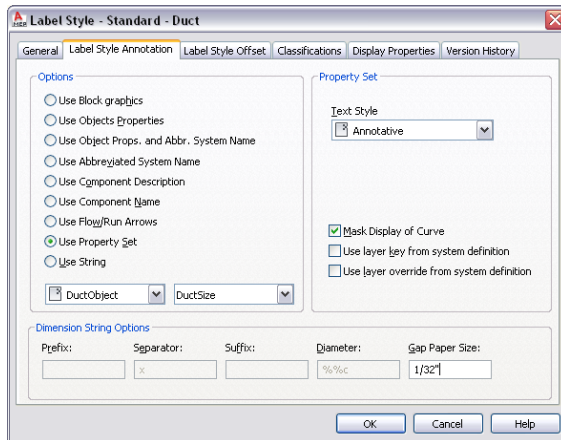 Label Style - Standard - Duct
General Label Style Annotation Label Style Offset Classifications Display Properties Version History
Options
Use Block graphics
Use Objects Properties
Use Object Props. and Abbr. System Name
Use Abbreviated System Name
Use Component Description
Use Component Name
Use Flow/Run Arrows
Use Property Set
Use String
DuctObject DuctSize
Property Set
Text Style
Annotative
Mask Display of Curve
Use layer key from system definition
Use layer override from system definition
Dimension String Options
Prefix: Separator: Suffix: Diameter: Gap Paper Size:
x %%c 1/32"
OK Cancel Help